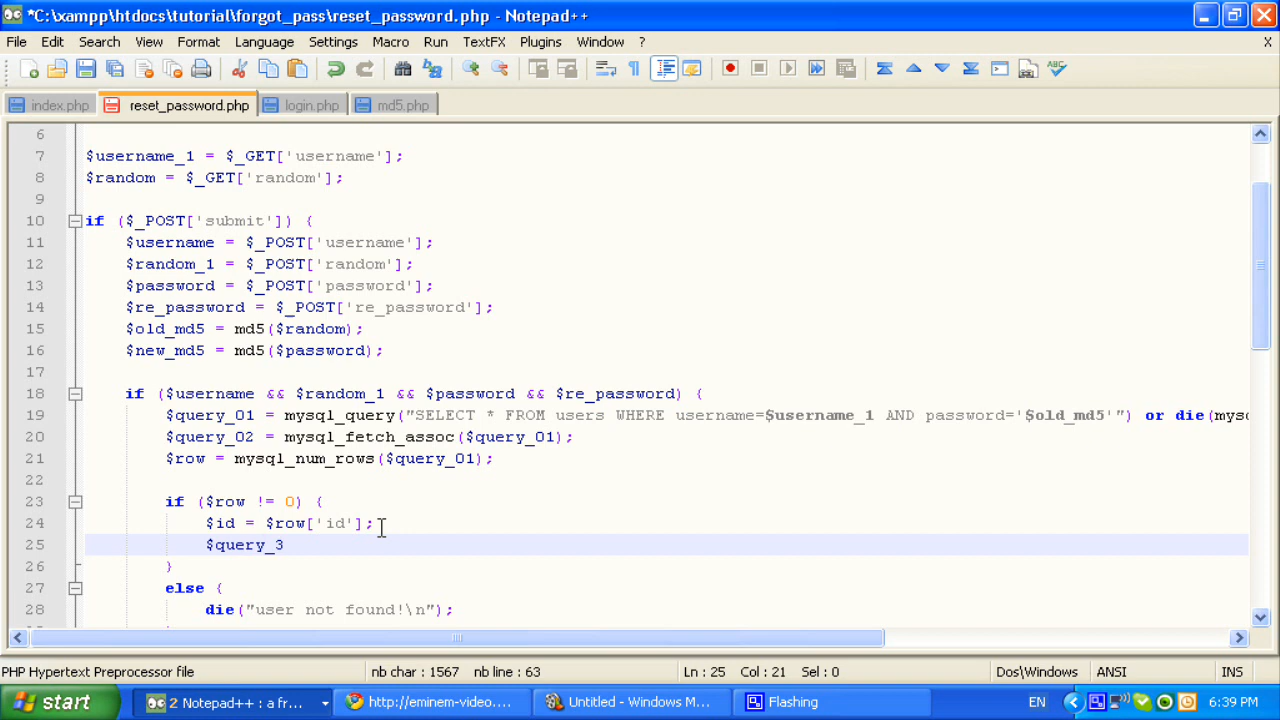 *C:\xampp\htdocs\tutorial\forgot_pass\reset_password.php - Notepad++
File Edit Search View Format Language Settings Macro Run TextFX Plugins Window ? X
index.php reset_password.php login.php md5.php
6
7 $username_1 = $_GET['username'];
8 $random = $_GET['random'];
9
10 if ($_POST['submit']) {
11 $username = $_POST['username'];
12 $random_1 = $_POST['random'];
13 $password = $_POST['password'];
14 $re_password = $_POST['re_password'];
15 $old_md5 = md5($random);
16 $new_md5 = md5($password);
17
18 if ($username && $random_1 && $password && $re_password) {
19 $query_01 = mysql_query("SELECT * FROM users WHERE username=$username_1 AND password='$old_md5'") or die(myso
20 $query_02 = mysql_fetch_assoc($query_01);
21 $row = mysql_num_rows($query_01);
22
23 if ($row != 0) {
24 $id = $row['id'];
25 $query_3
26 }
27 else {
28 die("user not found!\n");
PHP Hypertext Preprocessor file nb char : 1567 nb line : 63 Ln : 25 Col : 21 Sel : 0 Dos\Windows ANSI INS
start 2 Notepad++ : a fr... http://eminem-video.... Untitled - Windows M... Flashing EN 6:39 PM